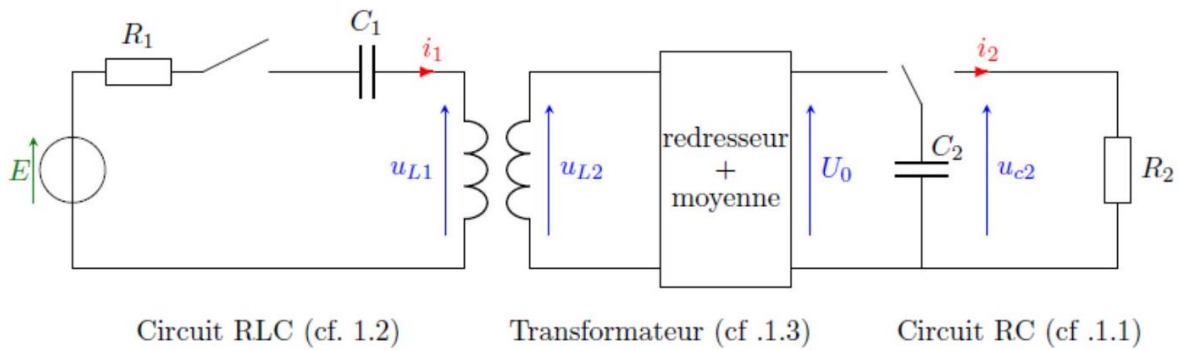 R1
C1
i1
E
uL1
uL2
redresseur
+
moyenne
U0
C2
i2
uc2
R2
Circuit RLC (cf. 1.2)
Transformateur (cf .1.3)
Circuit RC (cf .1.1)